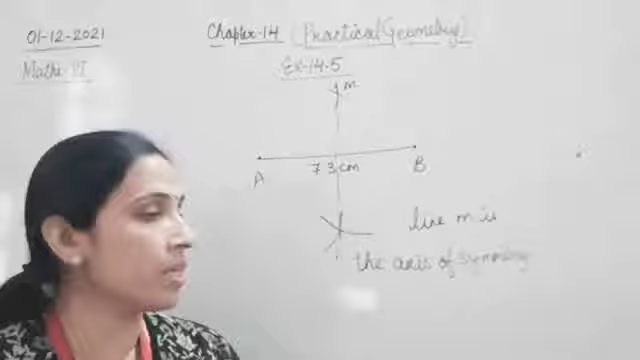 01-12-2021
Chapter-14 (Practical Geometry)
Maths-VI
Ex-14.5
m
A
7 3 cm
B
line m is
the axis of symmetry